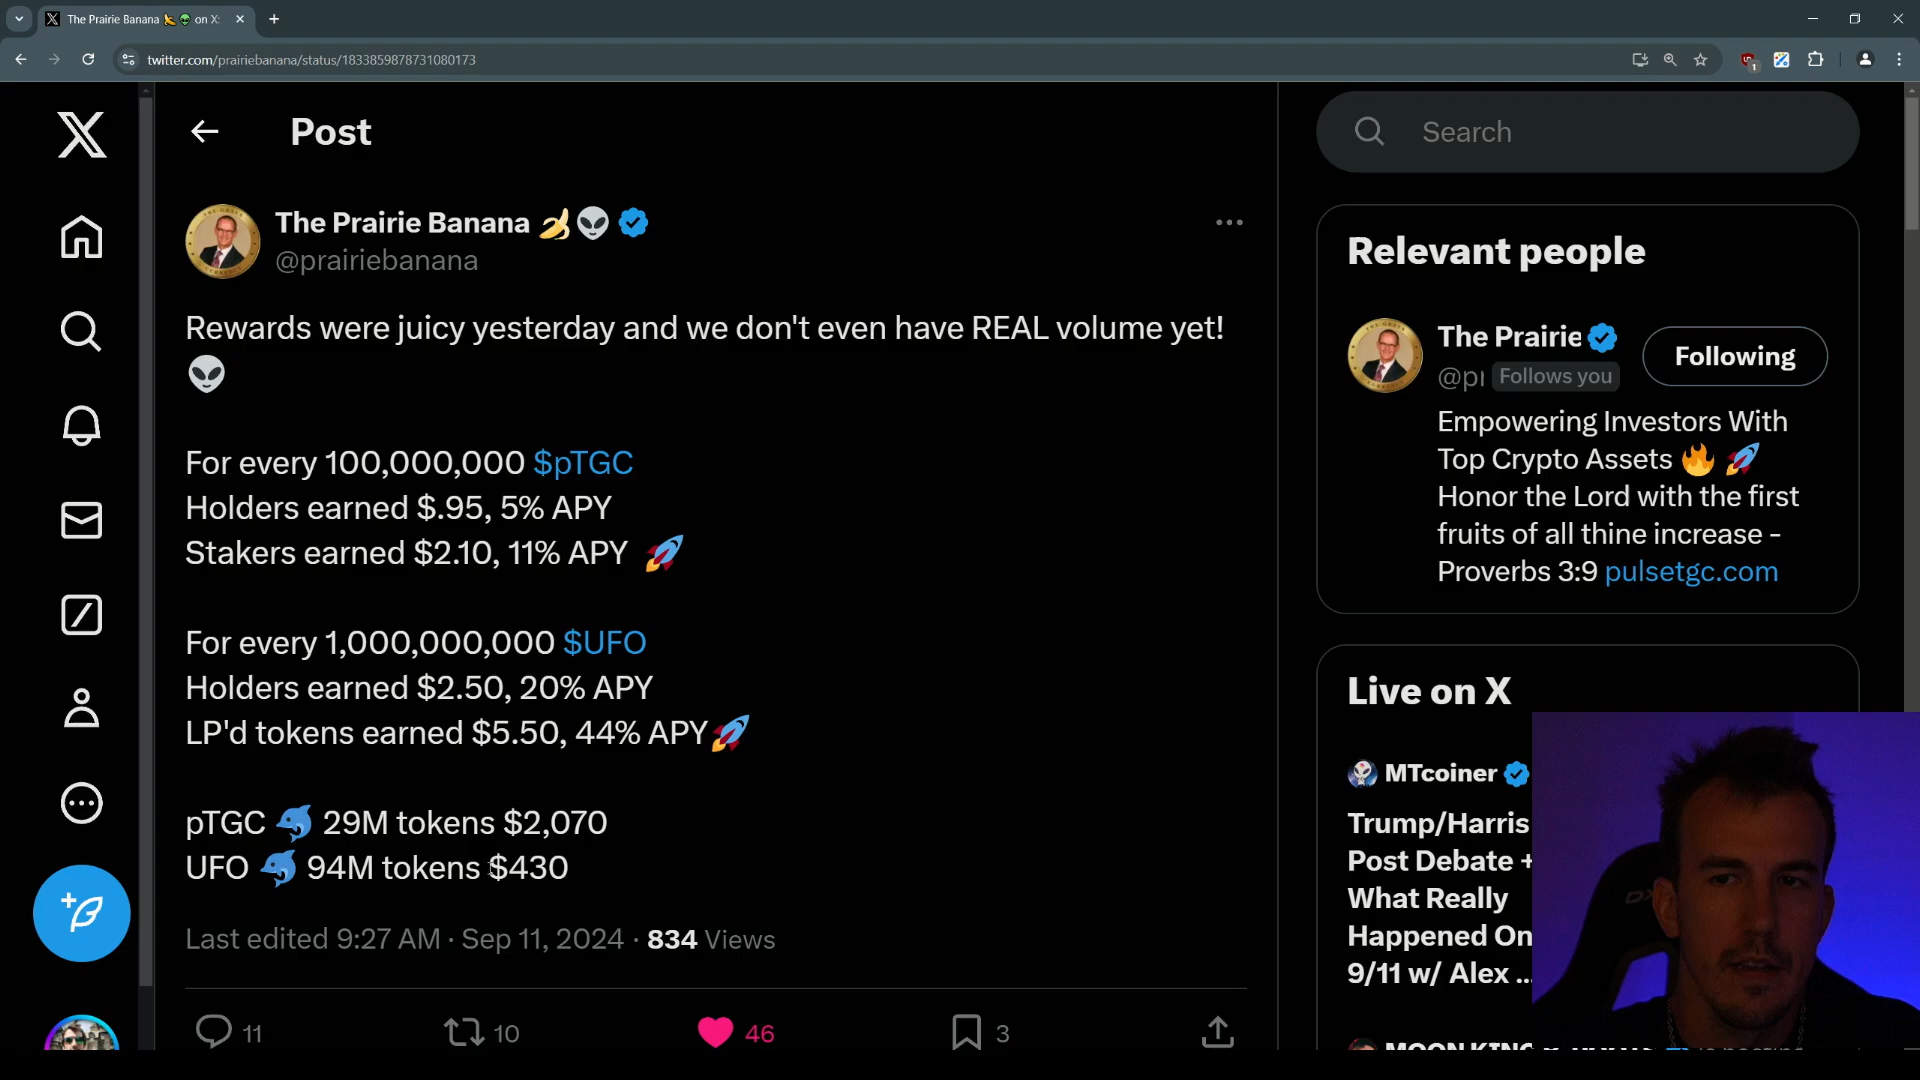 The Prairie Banana 🍌👽 on X:
twitter.com/prairiebanana/status/1833859878731080173
1
Post
Search
The Prairie Banana 🍌👽
@prairiebanana
Rewards were juicy yesterday and we don't even have REAL volume yet!
👽
For every 100,000,000 $pTGC
Holders earned $.95, 5% APY
Stakers earned $2.10, 11% APY 🚀
For every 1,000,000,000 $UFO
Holders earned $2.50, 20% APY
LP'd tokens earned $5.50, 44% APY🚀
pTGC 🐬 29M tokens $2,070
UFO 🐬 94M tokens $430
Last edited 9:27 AM · Sep 11, 2024 · 834 Views
11
10
46
3
Relevant people
The Prairie
Following
@pr
Follows you
Empowering Investors With
Top Crypto Assets 🔥 🚀
Honor the Lord with the first
fruits of all thine increase -
Proverbs 3:9 pulsetgc.com
Live on X
MTcoiner
Trump/Harris
Post Debate +
What Really
Happened On
9/11 w/ Alex ...